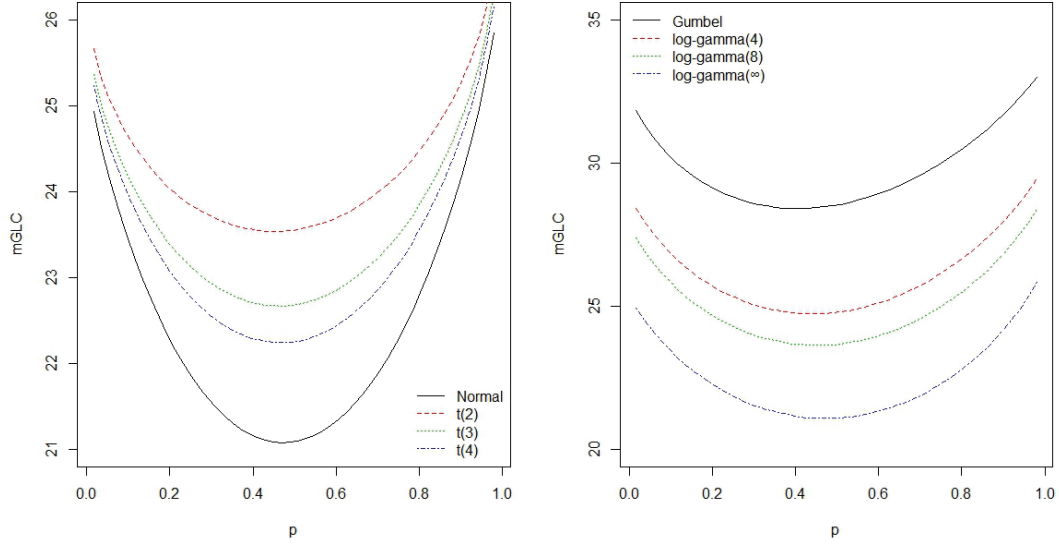 mGLC
26
25
24
23
22
21
Normal
t(2)
t(3)
t(4)
0.0 0.2 0.4 0.6 0.8 1.0
p
mGLC
35
30
25
20
Gumbel
log-gamma(4)
log-gamma(8)
log-gamma(∞)
0.0 0.2 0.4 0.6 0.8 1.0
p